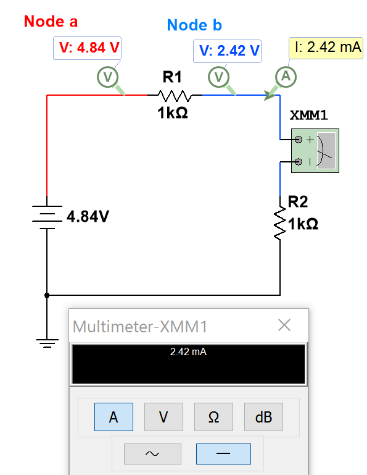 Node a
Node b
V: 4.84 V
V: 2.42 V
I: 2.42 mA
V
V
A
R1
1kΩ
XMM1
+
R2
1kΩ
4.84V
Multimeter-XMM1
2.42 mA
A V Ω dB
~ —